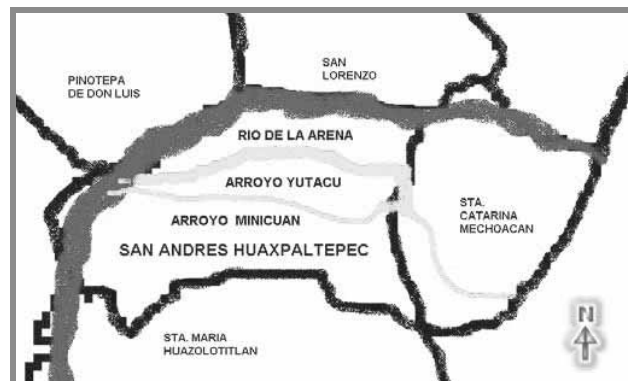 PINOTEPA
DE DON LUIS
SAN
LORENZO
RIO DE LA ARENA
ARROYO YUTACU
STA.
CATARINA
MECHOACAN
ARROYO MINICUAN
SAN ANDRES HUAXPALTEPEC
STA. MARIA
HUAZOLOTITLAN
N